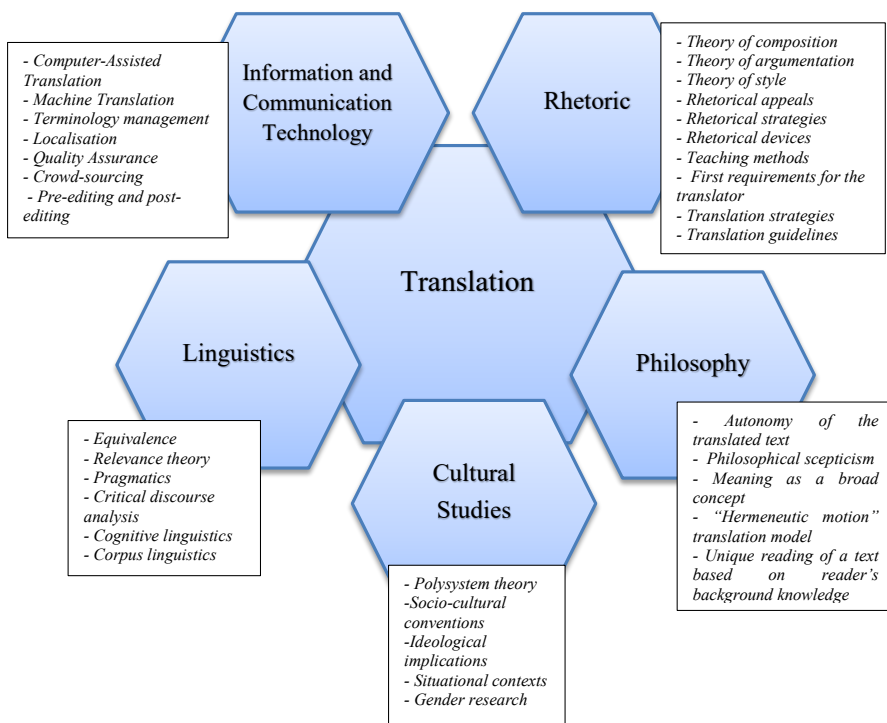 Information and
Communication
Technology
- Computer-Assisted
Translation
- Machine Translation
- Terminology management
- Localisation
- Quality Assurance
- Crowd-sourcing
- Pre-editing and post-
editing
Rhetoric
- Theory of composition
- Theory of argumentation
- Theory of style
- Rhetorical appeals
- Rhetorical strategies
- Rhetorical devices
- Teaching methods
- First requirements for the
translator
- Translation strategies
- Translation guidelines
Translation
Linguistics
- Equivalence
- Relevance theory
- Pragmatics
- Critical discourse
analysis
- Cognitive linguistics
- Corpus linguistics
Philosophy
- Autonomy of the
translated text
- Philosophical scepticism
- Meaning as a broad
concept
- “Hermeneutic motion”
translation model
- Unique reading of a text
based on reader’s
background knowledge
Cultural
Studies
- Polysystem theory
-Socio-cultural
conventions
-Ideological
implications
- Situational contexts
- Gender research